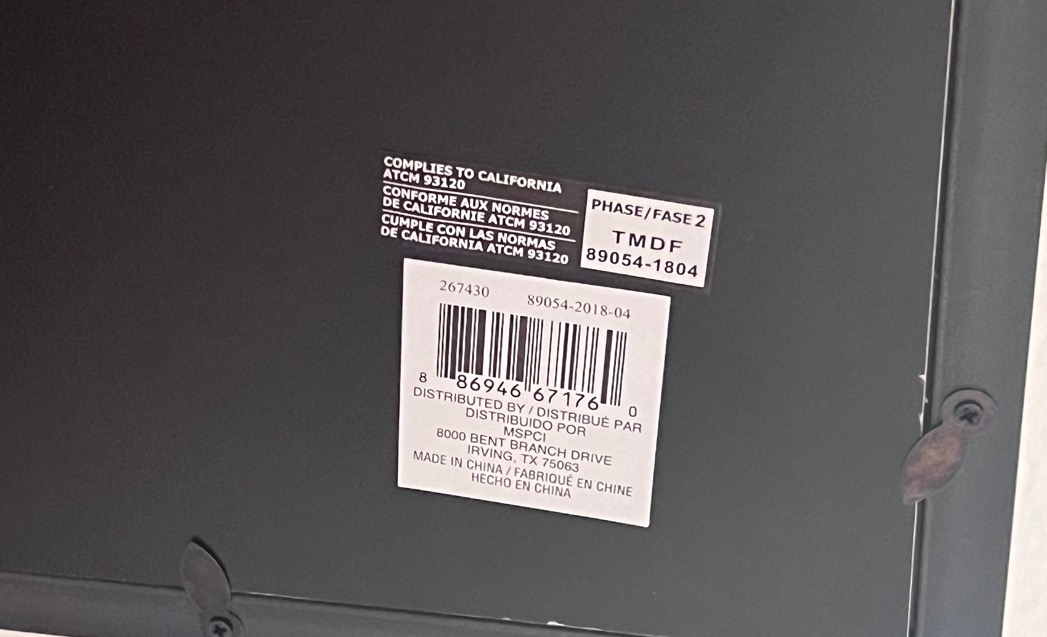 COMPLIES TO CALIFORNIA
ATCM 93120
CONFORME AUX NORMES
DE CALIFORNIE ATCM 93120
CUMPLE CON LAS NORMAS
DE CALIFORNIA ATCM 93120
PHASE/FASE 2
TMDF
89054-1804
267430 89054-2018-04
8 86946 67176 0
DISTRIBUTED BY / DISTRIBUÉ PAR
DISTRIBUIDO POR
MSPCI
8000 BENT BRANCH DRIVE
IRVING, TX 75063
MADE IN CHINA / FABRIQUÉ EN CHINE
HECHO EN CHINA